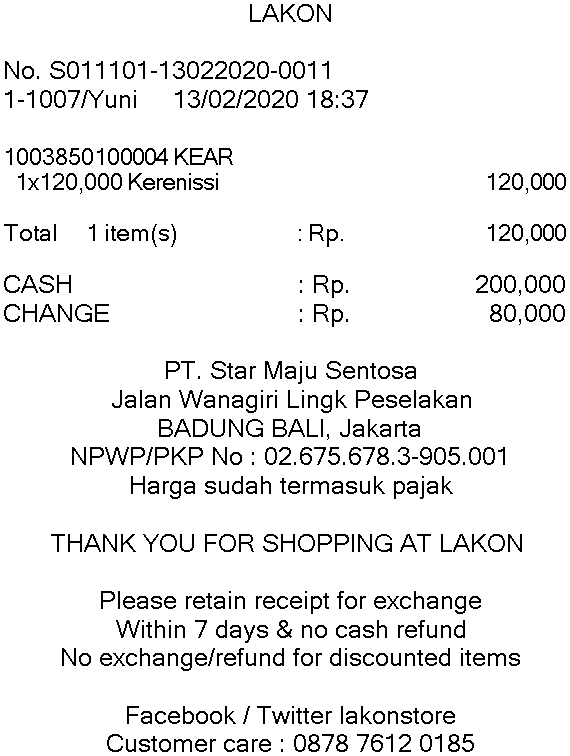 LAKON
No. S011101-13022020-0011
1-1007/Yuni 13/02/2020 18:37
1003850100004 KEAR
1x120,000 Kerenissi 120,000
Total 1 item(s) : Rp. 120,000
CASH : Rp. 200,000
CHANGE : Rp. 80,000
PT. Star Maju Sentosa
Jalan Wanagiri Lingk Peselakan
BADUNG BALI, Jakarta
NPWP/PKP No : 02.675.678.3-905.001
Harga sudah termasuk pajak
THANK YOU FOR SHOPPING AT LAKON
Please retain receipt for exchange
Within 7 days & no cash refund
No exchange/refund for discounted items
Facebook / Twitter lakonstore
Customer care : 0878 7612 0185